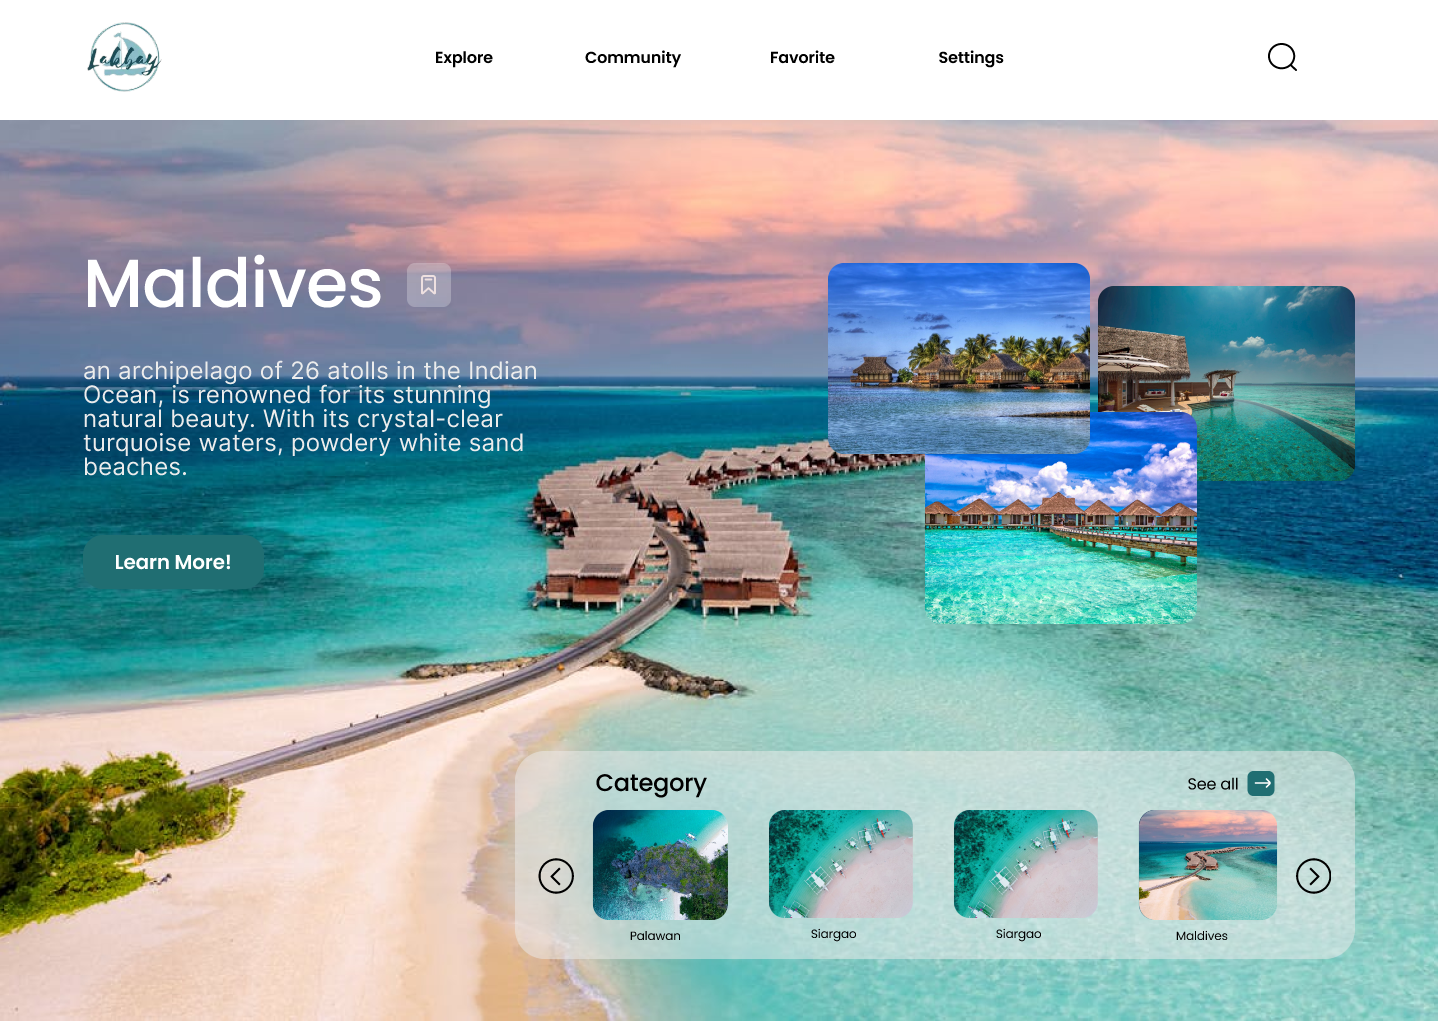 Lakbay
Explore
Community
Favorite
Settings
Maldives
an archipelago of 26 atolls in the Indian
Ocean, is renowned for its stunning
natural beauty. With its crystal-clear
turquoise waters, powdery white sand
beaches.
Learn More!
Category
See all
Palawan
Siargao
Siargao
Maldives